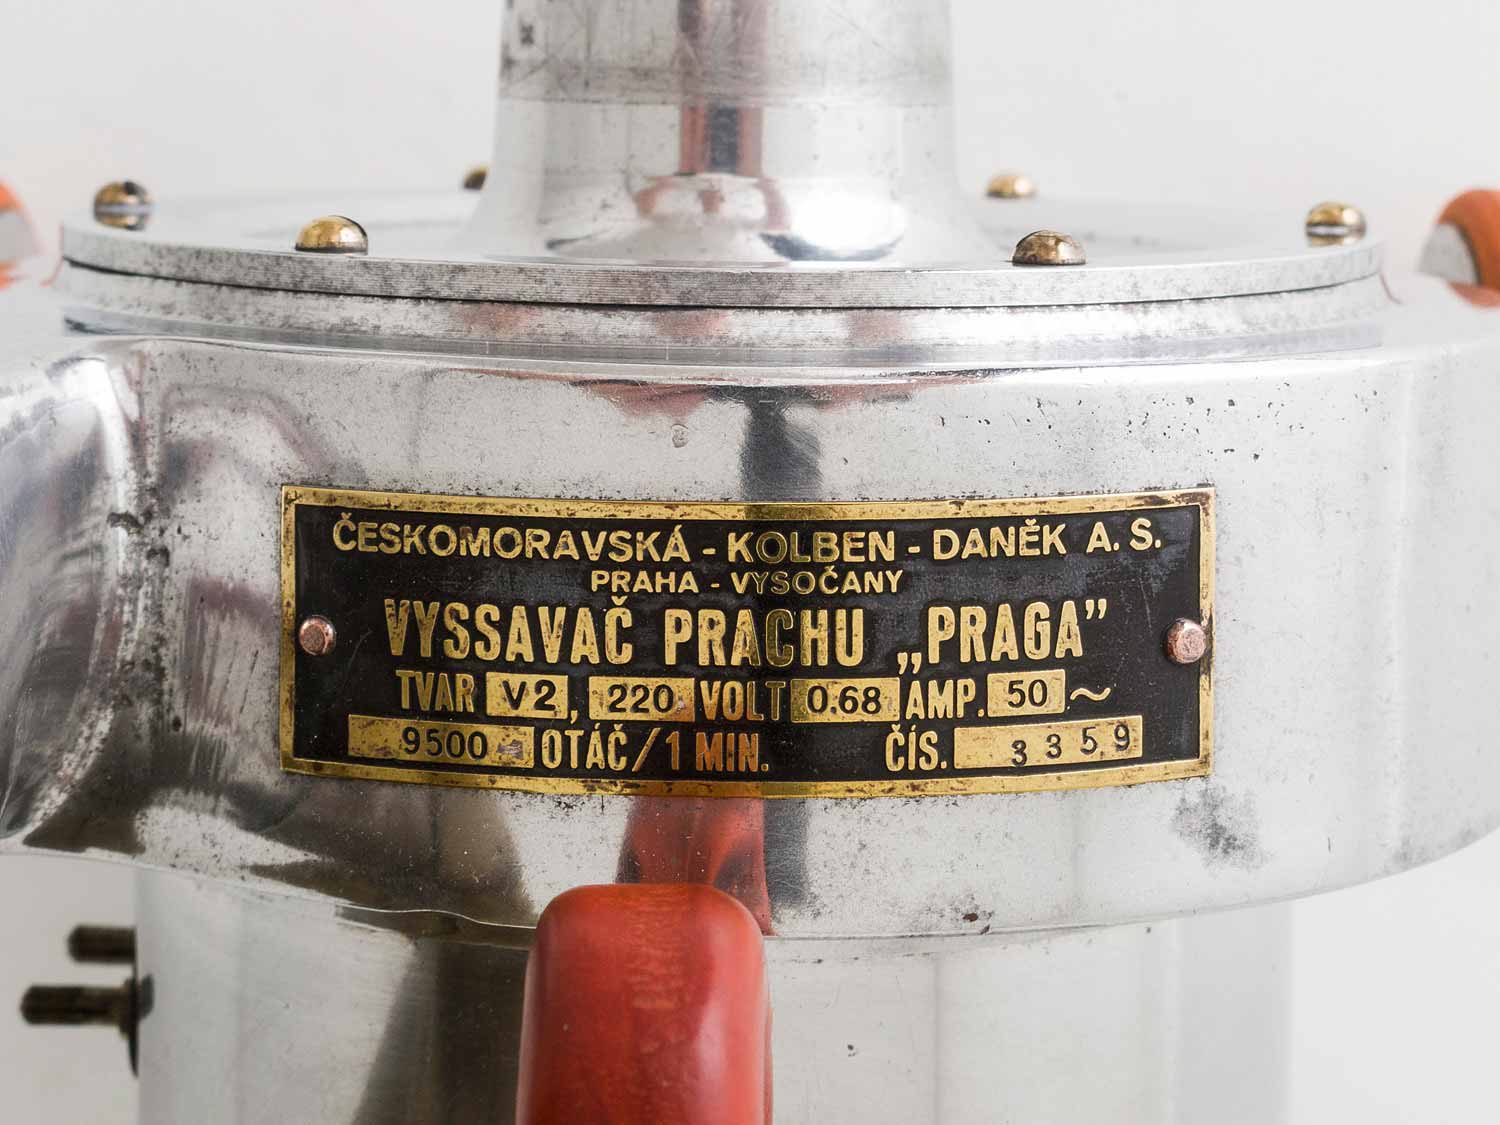 ČESKOMORAVSKÁ - KOLBEN - DANĚK A. S.
PRAHA - VYSOČANY
VYSSAVAČ PRACHU „PRAGA”
TVAR V2, 220 VOLT 0.68 AMP. 50 ~
9500 OTÁČ/1 MIN. ČÍS. 3359